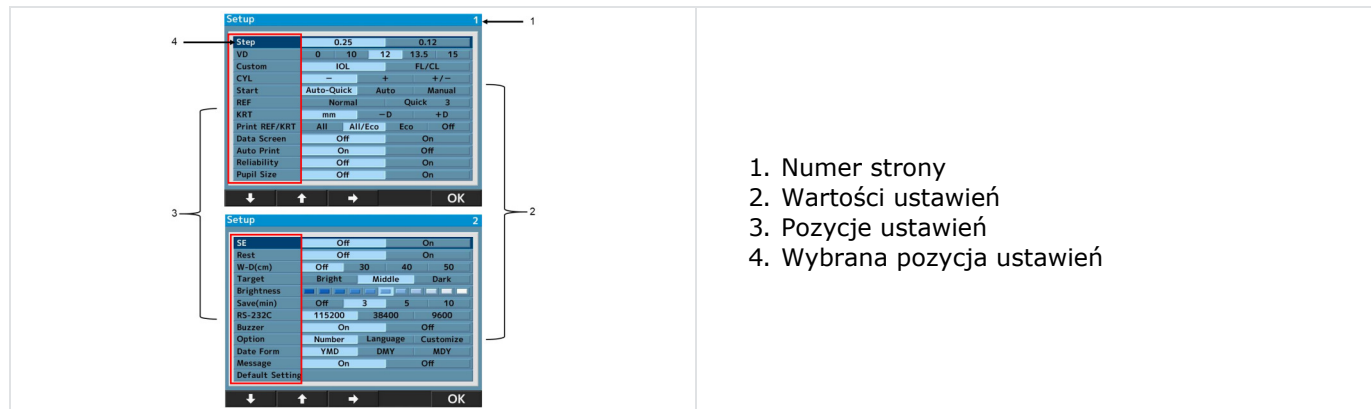 Setup 1
1
4
Step 0.25 0.12
VD 0 10 12 13.5 15
Custom IOL FL/CL
CYL − + +/−
Start Auto-Quick Auto Manual
REF Normal Quick 3
KRT mm −D +D
Print REF/KRT All All/Eco Eco Off
Data Screen Off On
Auto Print On Off
Reliability Off On
Pupil Size Off On
OK
3
2
Setup 2
SE Off On
Rest Off On
W-D(cm) Off 30 40 50
Target Bright Middle Dark
Brightness
Save(min) Off 3 5 10
RS-232C 115200 38400 9600
Buzzer On Off
Option Number Language Customize
Date Form YMD DMY MDY
Message On Off
Default Setting
OK
1. Numer strony
2. Wartości ustawień
3. Pozycje ustawień
4. Wybrana pozycja ustawień